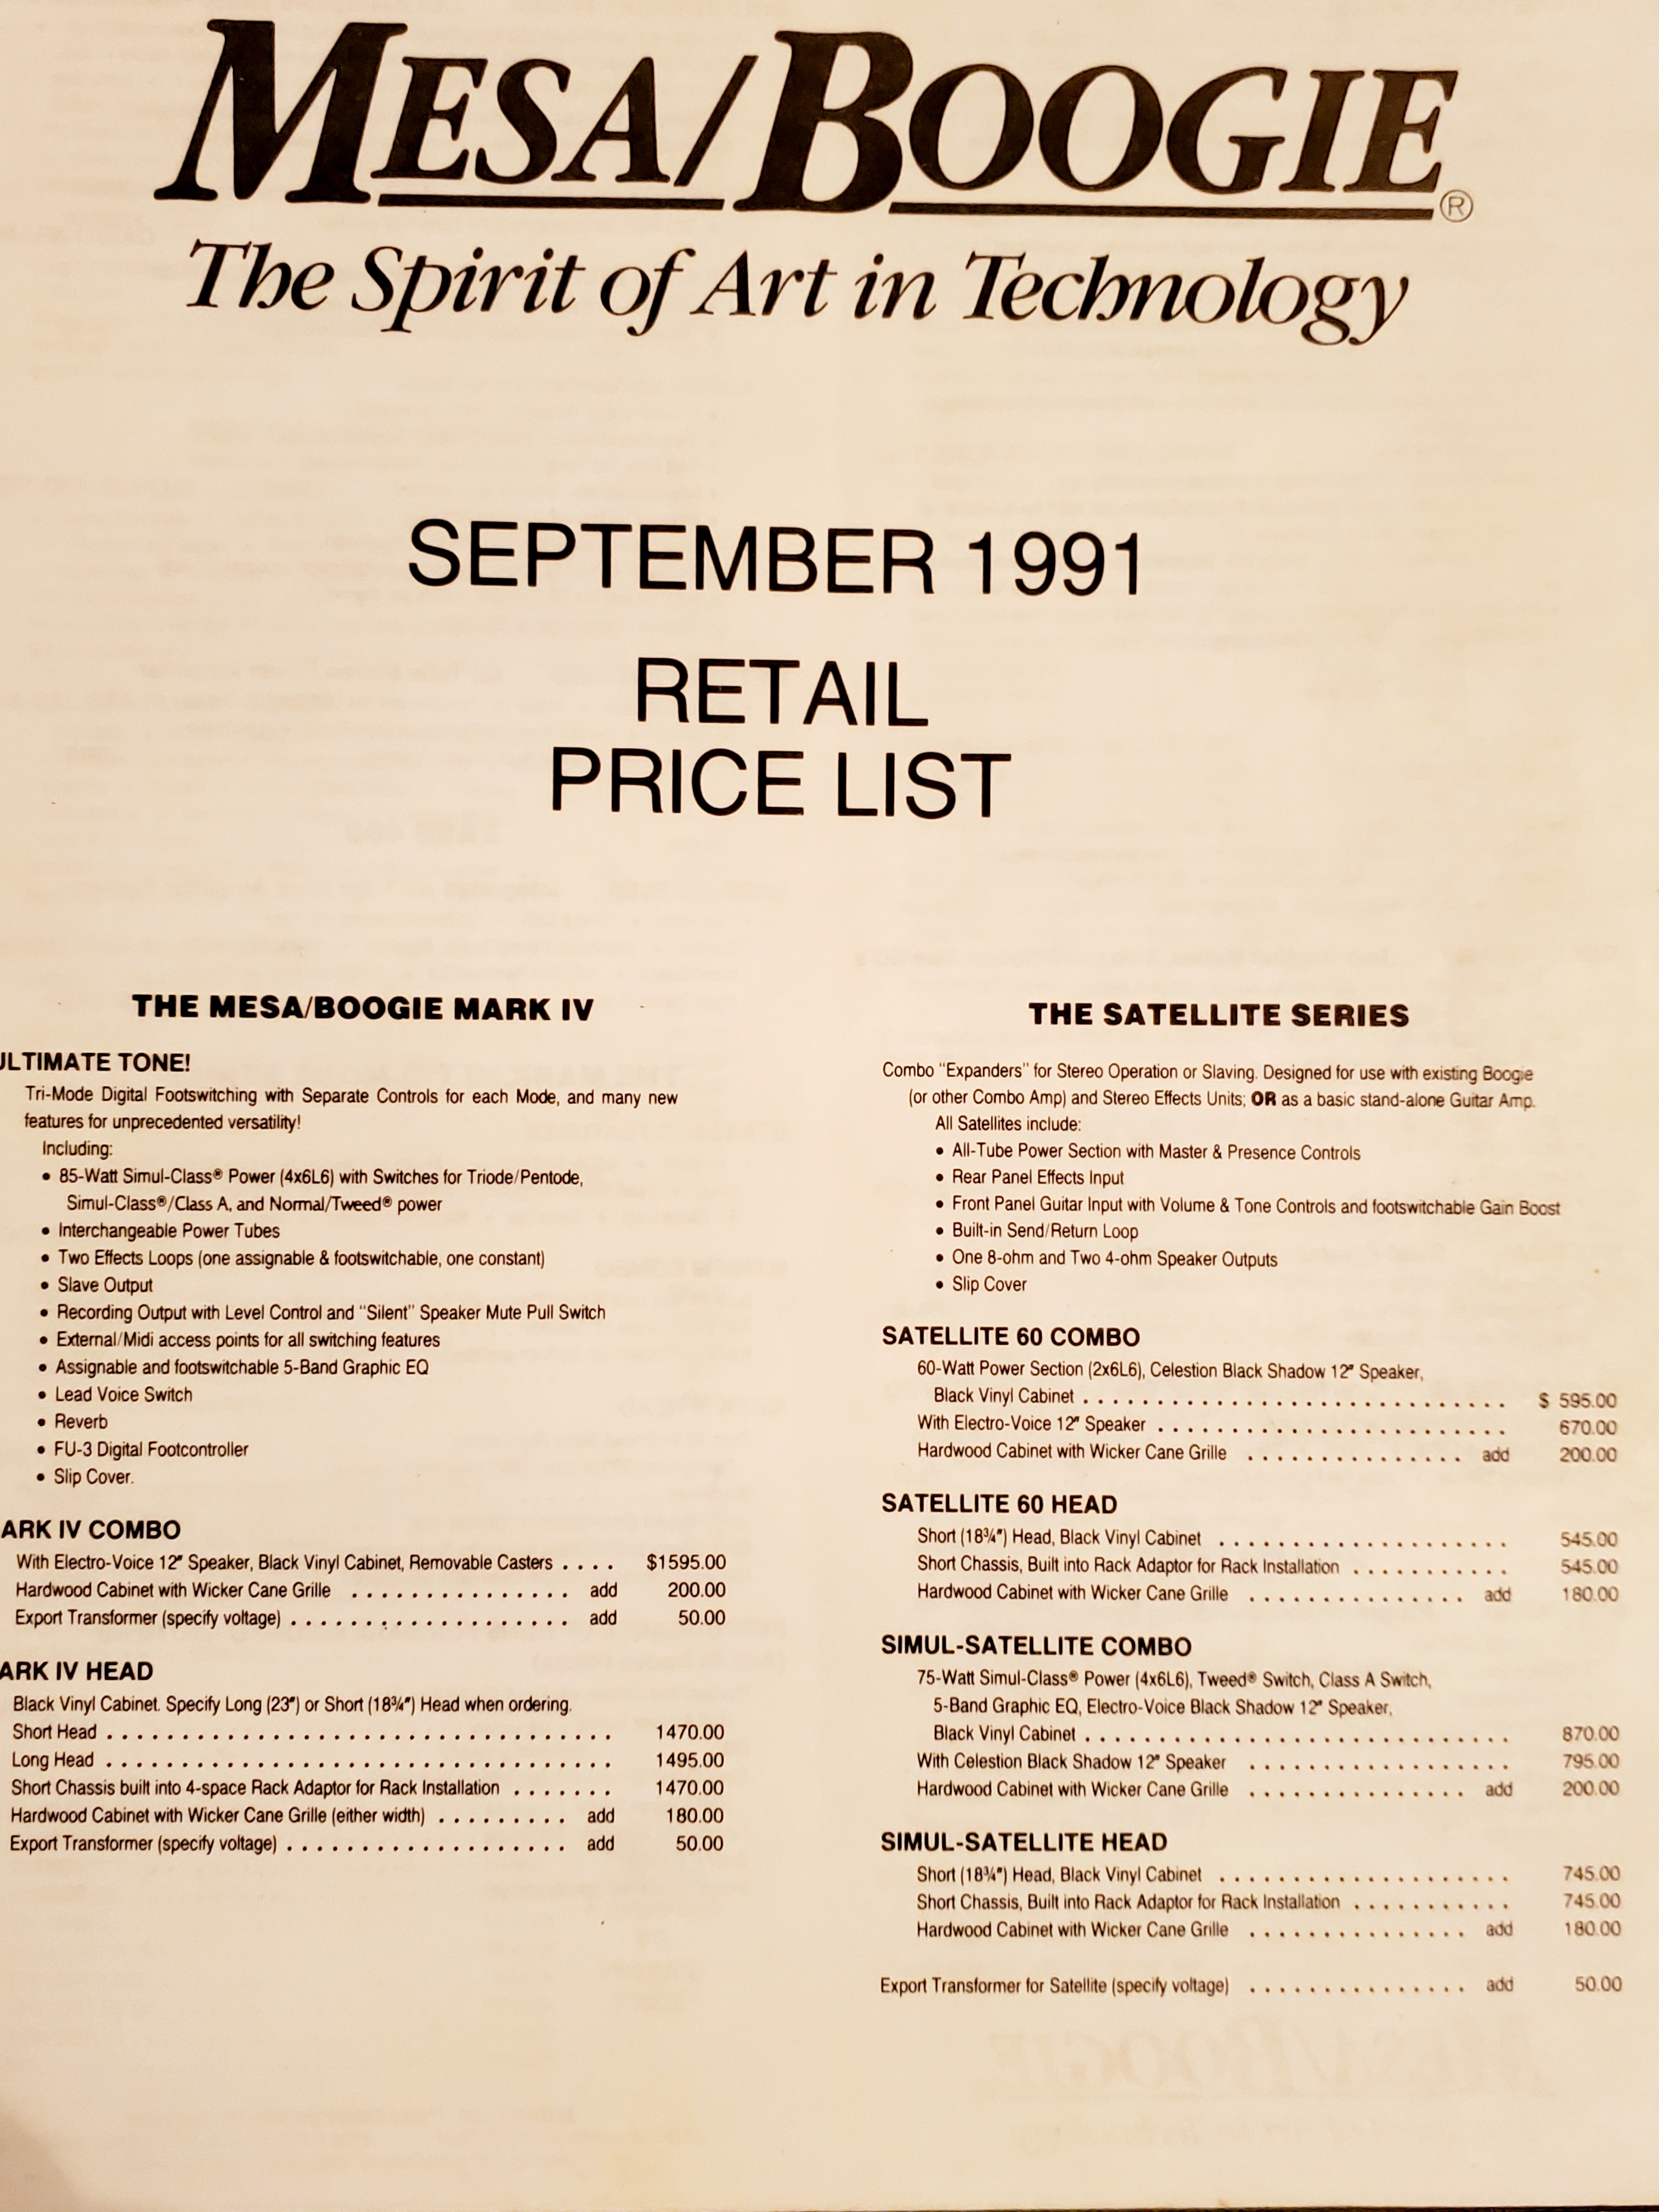 MESA/BOOGIE®
The Spirit of Art in Technology
SEPTEMBER 1991
RETAIL
PRICE LIST
THE MESA/BOOGIE MARK IV
ULTIMATE TONE!
Tri-Mode Digital Footswitching with Separate Controls for each Mode, and many new
features for unprecedented versatility!
Including:
• 85-Watt Simul-Class® Power (4x6L6) with Switches for Triode/Pentode,
Simul-Class®/Class A, and Normal/Tweed® power
• Interchangeable Power Tubes
• Two Effects Loops (one assignable & footswitchable, one constant)
• Slave Output
• Recording Output with Level Control and "Silent" Speaker Mute Pull Switch
• External/Midi access points for all switching features
• Assignable and footswitchable 5-Band Graphic EQ
• Lead Voice Switch
• Reverb
• FU-3 Digital Footcontroller
• Slip Cover.
ARK IV COMBO
With Electro-Voice 12" Speaker, Black Vinyl Cabinet, Removable Casters . . . . $1595.00
Hardwood Cabinet with Wicker Cane Grille . . . . . . . . . . . . . . . add 200.00
Export Transformer (specify voltage) . . . . . . . . . . . . . . . . . . . add 50.00
ARK IV HEAD
Black Vinyl Cabinet. Specify Long (23") or Short (18¾") Head when ordering.
Short Head . . . . . . . . . . . . . . . . . . . . . . . . . . . . . . . . . . 1470.00
Long Head . . . . . . . . . . . . . . . . . . . . . . . . . . . . . . . . . . 1495.00
Short Chassis built into 4-space Rack Adaptor for Rack Installation . . . . . . . 1470.00
Hardwood Cabinet with Wicker Cane Grille (either width) . . . . . . . . . add 180.00
Export Transformer (specify voltage) . . . . . . . . . . . . . . . . . . . add 50.00
THE SATELLITE SERIES
Combo "Expanders" for Stereo Operation or Slaving. Designed for use with existing Boogie
(or other Combo Amp) and Stereo Effects Units; OR as a basic stand-alone Guitar Amp.
All Satellites include:
• All-Tube Power Section with Master & Presence Controls
• Rear Panel Effects Input
• Front Panel Guitar Input with Volume & Tone Controls and footswitchable Gain Boost
• Built-in Send/Return Loop
• One 8-ohm and Two 4-ohm Speaker Outputs
• Slip Cover
SATELLITE 60 COMBO
60-Watt Power Section (2x6L6), Celestion Black Shadow 12" Speaker,
Black Vinyl Cabinet . . . . . . . . . . . . . . . . . . . . . . . . . . . . . $ 595.00
With Electro-Voice 12" Speaker . . . . . . . . . . . . . . . . . . . . . . . . 670.00
Hardwood Cabinet with Wicker Cane Grille . . . . . . . . . . . . . . . add 200.00
SATELLITE 60 HEAD
Short (18¾") Head, Black Vinyl Cabinet . . . . . . . . . . . . . . . . . . . . 545.00
Short Chassis, Built into Rack Adaptor for Rack Installation . . . . . . . . . . . 545.00
Hardwood Cabinet with Wicker Cane Grille . . . . . . . . . . . . . . . add 180.00
SIMUL-SATELLITE COMBO
75-Watt Simul-Class® Power (4x6L6), Tweed® Switch, Class A Switch,
5-Band Graphic EQ, Electro-Voice Black Shadow 12" Speaker,
Black Vinyl Cabinet . . . . . . . . . . . . . . . . . . . . . . . . . . . . . 870.00
With Celestion Black Shadow 12" Speaker . . . . . . . . . . . . . . . . . . 795.00
Hardwood Cabinet with Wicker Cane Grille . . . . . . . . . . . . . . . add 200.00
SIMUL-SATELLITE HEAD
Short (18¾") Head, Black Vinyl Cabinet . . . . . . . . . . . . . . . . . . . . 745.00
Short Chassis, Built into Rack Adaptor for Rack Installation . . . . . . . . . . . 745.00
Hardwood Cabinet with Wicker Cane Grille . . . . . . . . . . . . . . . add 180.00
Export Transformer for Satellite (specify voltage) . . . . . . . . . . . . . . . add 50.00